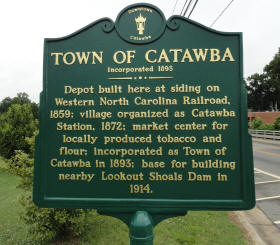 Downtown
Catawba
TOWN OF CATAWBA
Incorporated 1893
Depot built here at siding on
Western North Carolina Railroad,
1859; village organized as Catawba
Station, 1872; market center for
locally produced tobacco and
flour; incorporated as Town of
Catawba in 1893; base for building
nearby Lookout Shoals Dam in
1914.